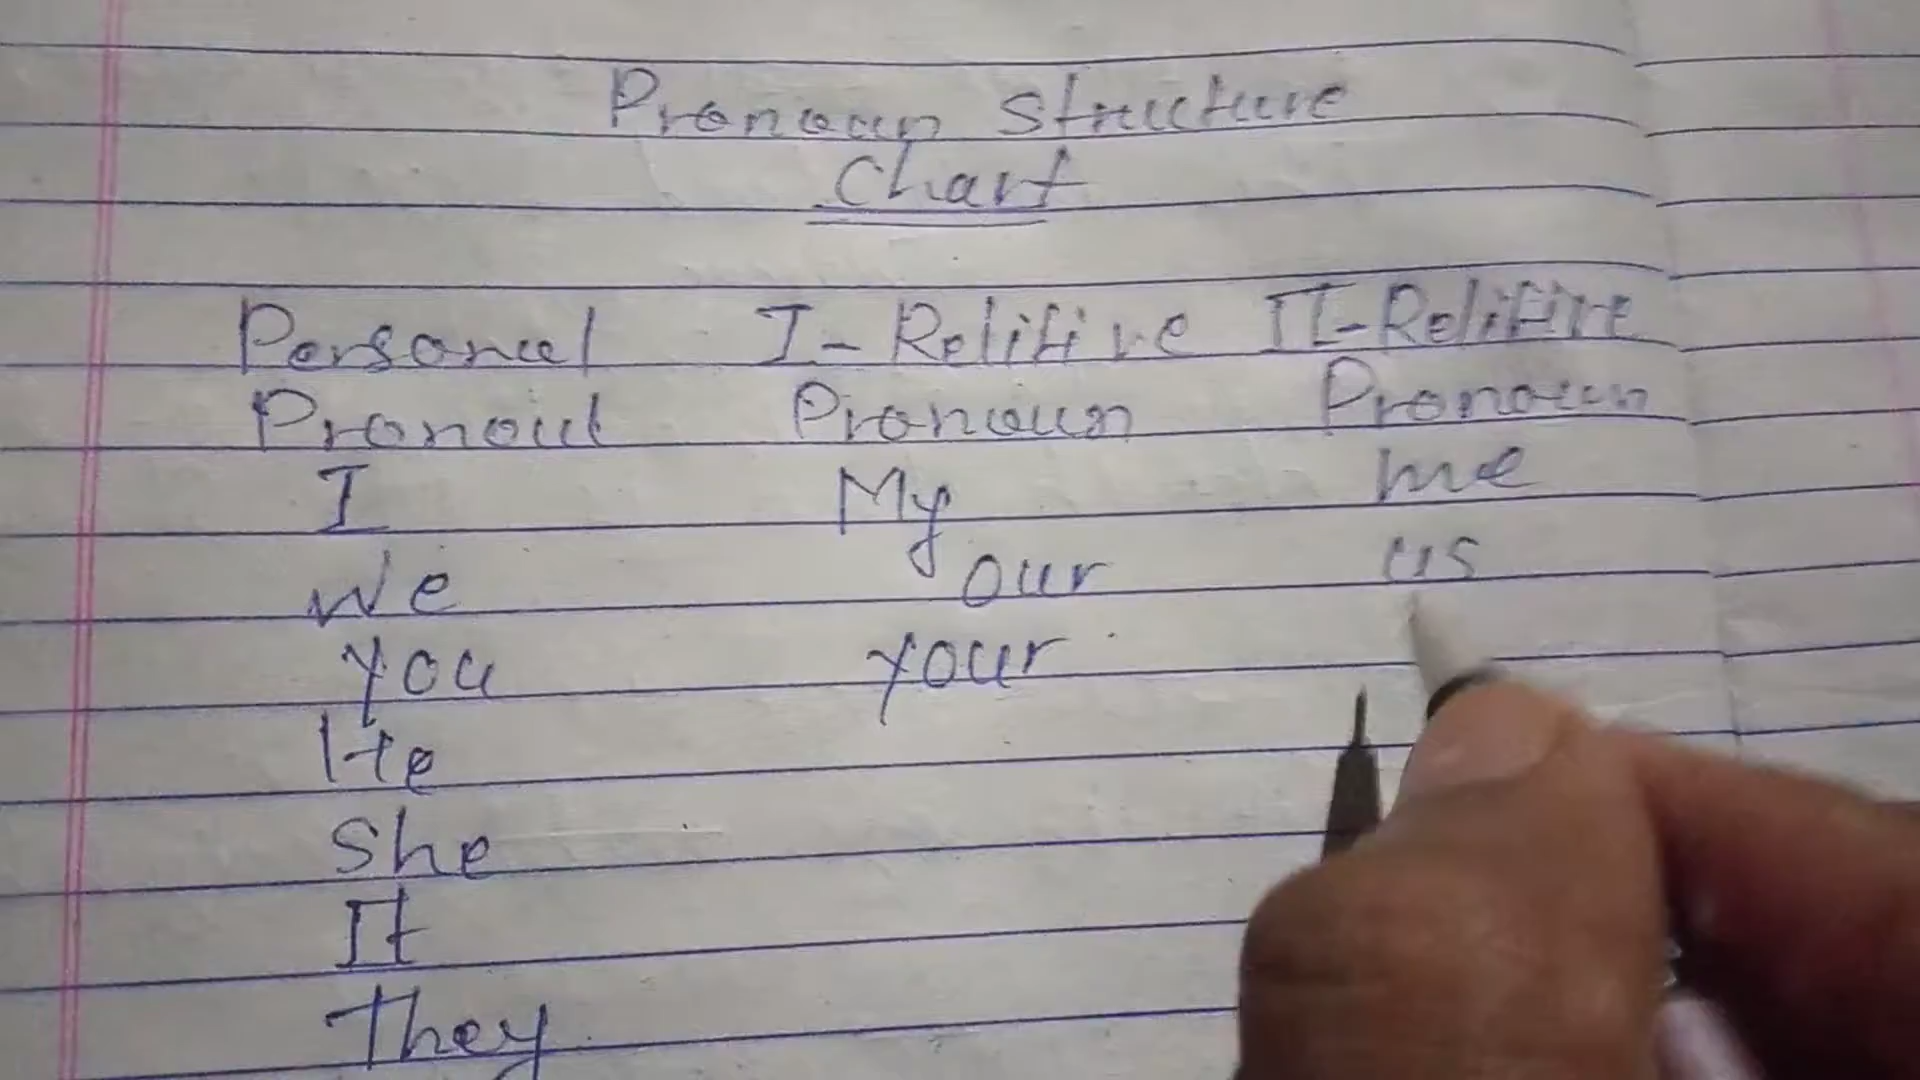 Pronoun Structure
Chart
Personal I- Relitive II-Relitive
Pronoul Pronoun Pronoun
I My me
We our us
you your
He
She
It
They